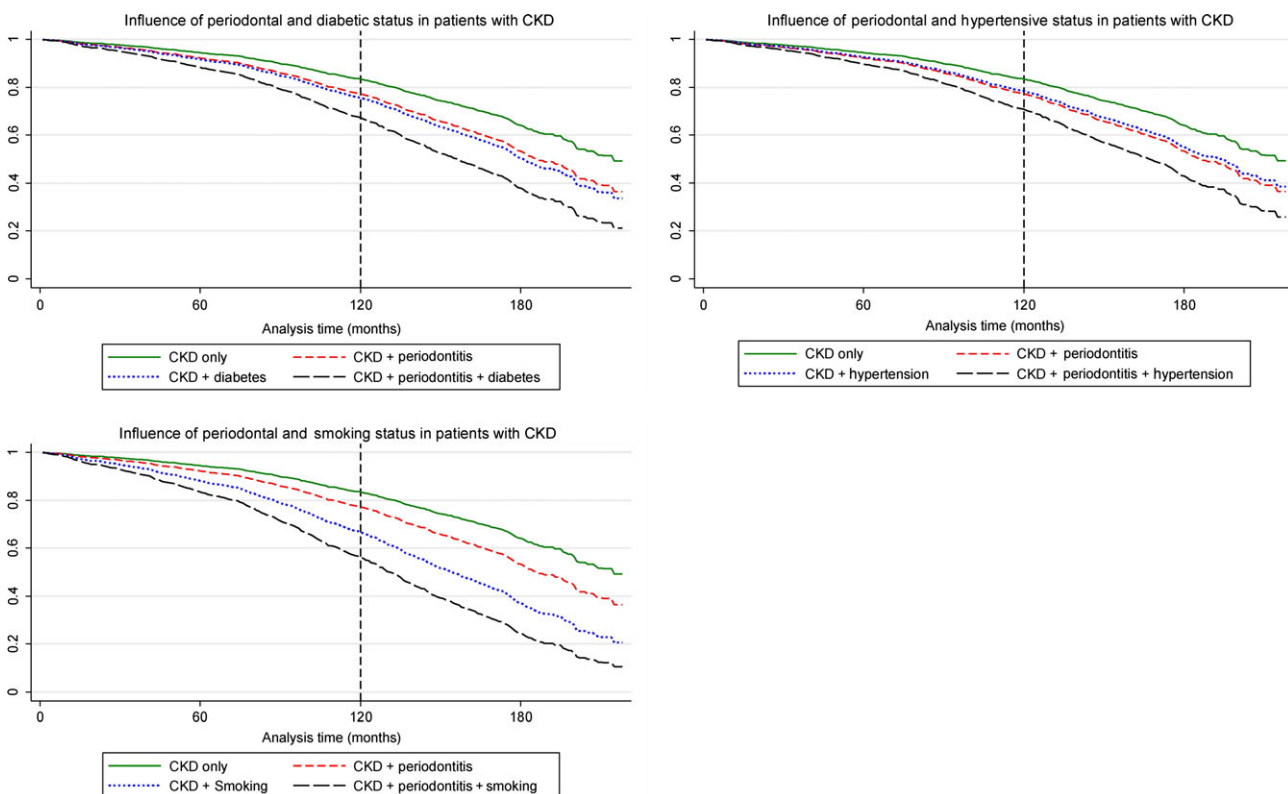 Influence of periodontal and diabetic status in patients with CKD
1
0.8
0.6
0.4
0.2
0
0 60 120 180
Analysis time (months)
CKD only CKD + periodontitis
CKD + diabetes CKD + periodontitis + diabetes
Influence of periodontal and hypertensive status in patients with CKD
1
0.8
0.6
0.4
0.2
0
0 60 120 180
Analysis time (months)
CKD only CKD + periodontitis
CKD + hypertension CKD + periodontitis + hypertension
Influence of periodontal and smoking status in patients with CKD
1
0.8
0.6
0.4
0.2
0
0 60 120 180
Analysis time (months)
CKD only CKD + periodontitis
CKD + Smoking CKD + periodontitis + smoking